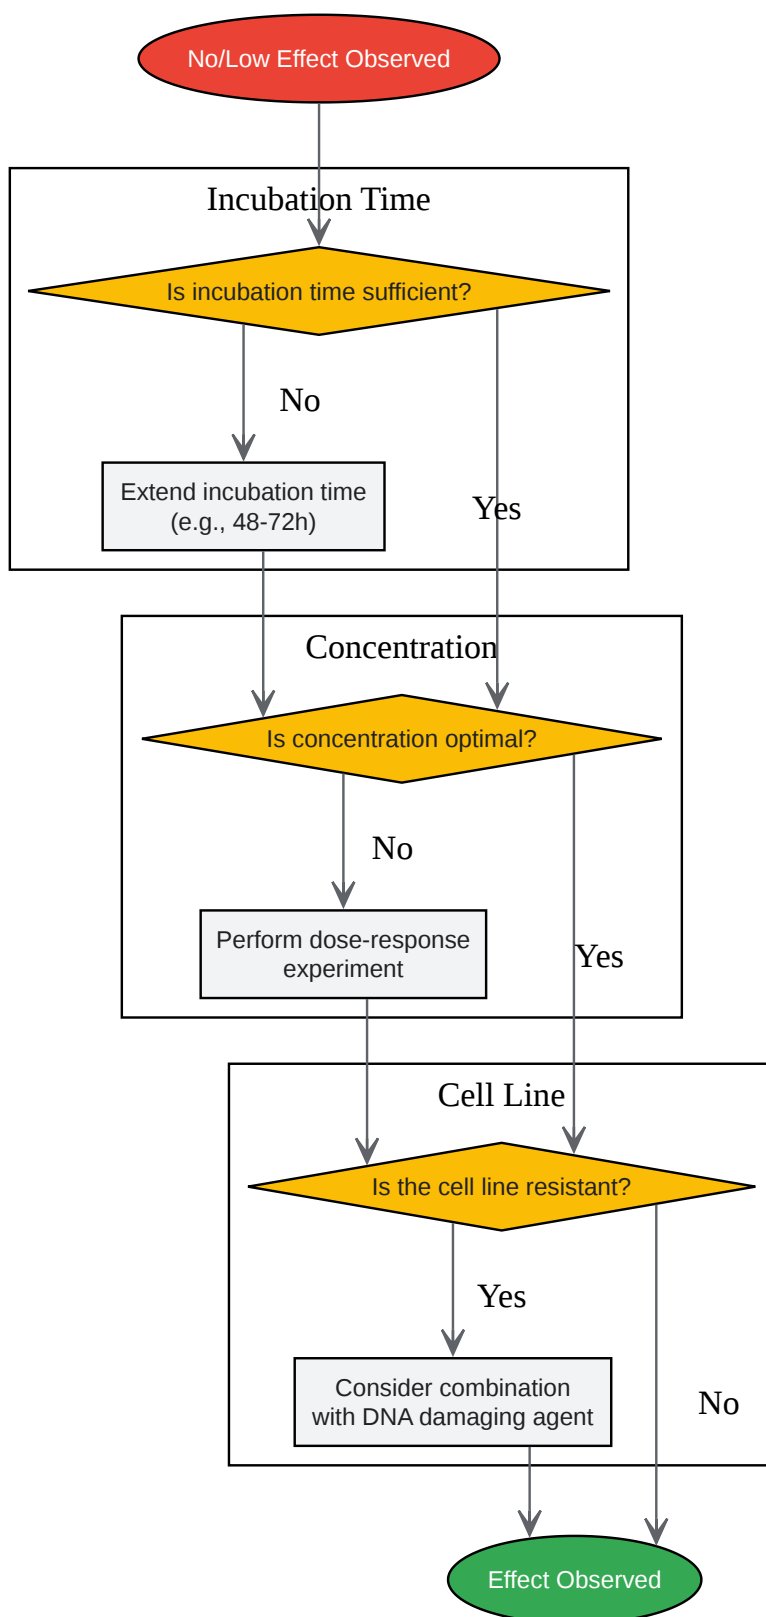 No/Low Effect Observed
Incubation Time
Is incubation time sufficient?
No
Extend incubation time
(e.g., 48-72h)
Yes
Concentration
Is concentration optimal?
No
Perform dose-response
experiment
Yes
Cell Line
Is the cell line resistant?
Yes
Consider combination
with DNA damaging agent
No
Effect Observed